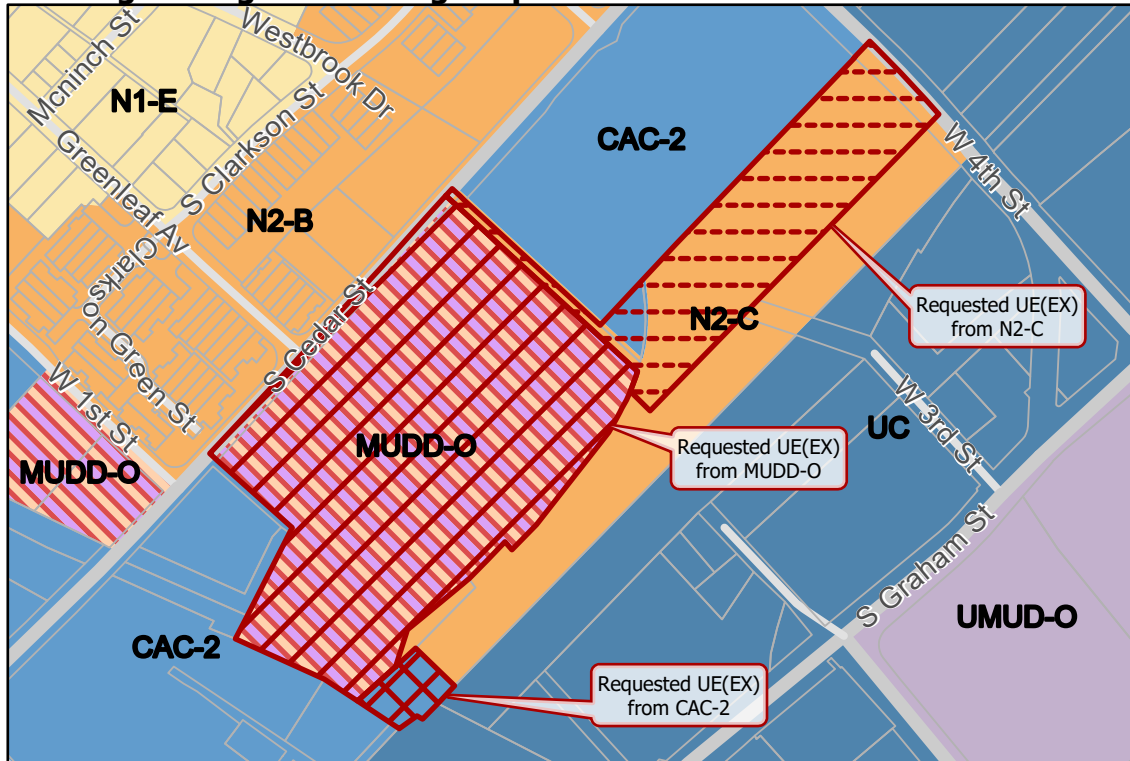 Mcninch St
Westbrook Dr
N1-E
Greenleaf Av
S Clarkson St
N2-B
CAC-2
W 4th St
Clarkson Green St
S Cedar St
N2-C
Requested UE(EX)
from N2-C
W 1st St
MUDD-O
MUDD-O
Requested UE(EX)
from MUDD-O
UC
W 3rd St
S Graham St
UMUD-O
CAC-2
Requested UE(EX)
from CAC-2